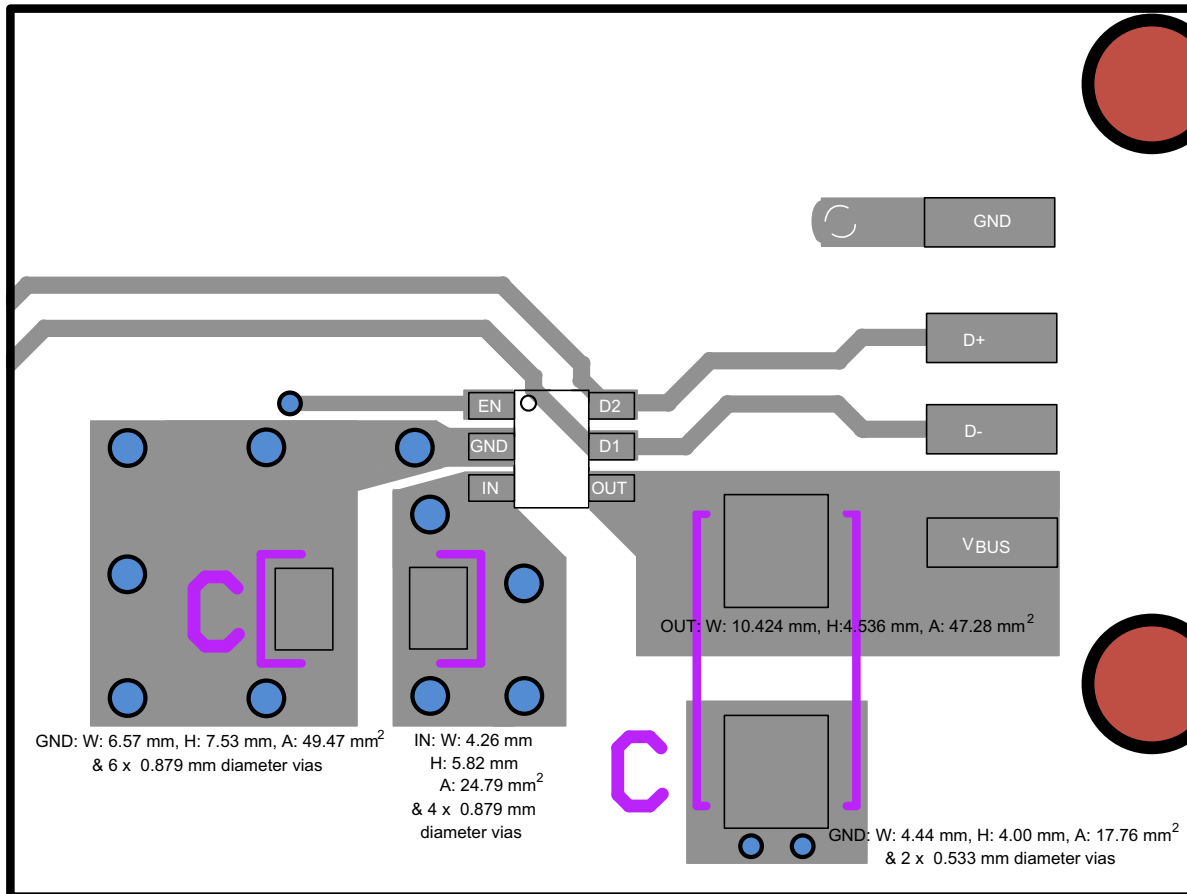 GND
D+
EN
D2
D-
GND
D1
IN
OUT
VBUS
C
OUT: W: 10.424 mm, H:4.536 mm, A: 47.28 mm²
GND: W: 6.57 mm, H: 7.53 mm, A: 49.47 mm²
& 6 x 0.879 mm diameter vias
IN: W: 4.26 mm
H: 5.82 mm
A: 24.79 mm²
& 4 x 0.879 mm
diameter vias
C
GND: W: 4.44 mm, H: 4.00 mm, A: 17.76 mm²
& 2 x 0.533 mm diameter vias